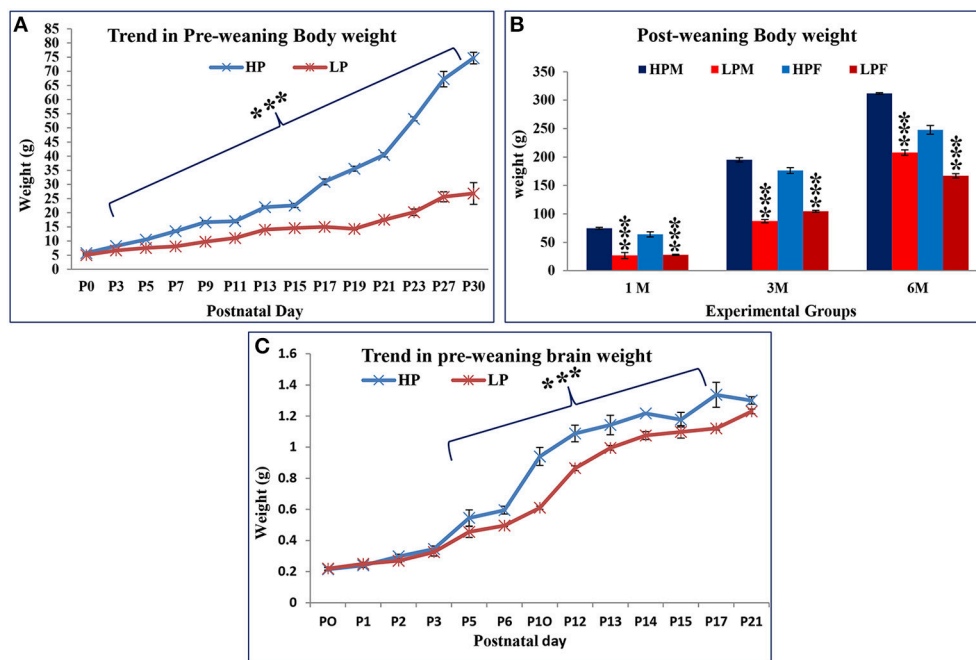 A
Trend in Pre-weaning Body weight
HP LP
***
Weight (g)
85
80
75
70
65
60
55
50
45
40
35
30
25
20
15
10
5
0
P0 P3 P5 P7 P9 P11 P13 P15 P17 P19 P21 P23 P27 P30
Postnatal Day
B
Post-weaning Body weight
HPM LPM HPF LPF
weight (g)
350
300
250
200
150
100
50
0
*** *** *** *** *** ***
1 M 3M 6M
Experimental Groups
C
Trend in pre-weaning brain weight
HP LP
***
Weight (g)
1.6
1.4
1.2
1
0.8
0.6
0.4
0.2
0
PO P1 P2 P3 P5 P6 P1O P12 P13 P14 P15 P17 P21
Postnatal day